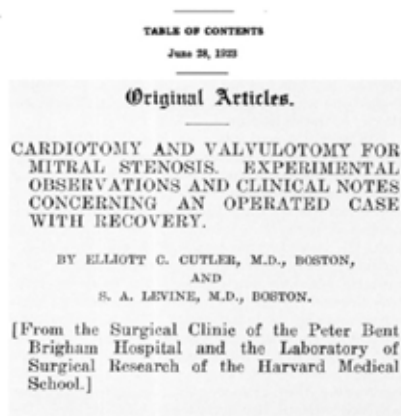 TABLE OF CONTENTS
June 28, 1923
Original Articles.
CARDIOTOMY AND VALVULOTOMY FOR
MITRAL STENOSIS. EXPERIMENTAL
OBSERVATIONS AND CLINICAL NOTES
CONCERNING AN OPERATED CASE
WITH RECOVERY.
BY ELLIOTT C. CUTLER, M.D., BOSTON,
AND
S. A. LEVINE, M.D., BOSTON.
[From the Surgical Clinic of the Peter Bent
Brigham Hospital and the Laboratory of
Surgical Research of the Harvard Medical
School.]